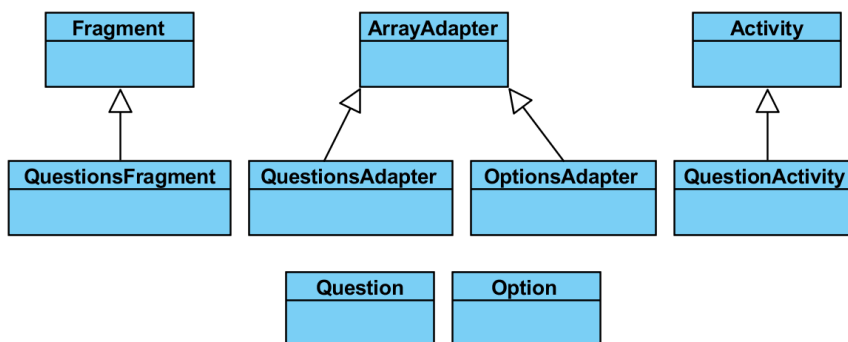 Fragment
ArrayAdapter
Activity
QuestionsFragment
QuestionsAdapter
OptionsAdapter
QuestionActivity
Question
Option